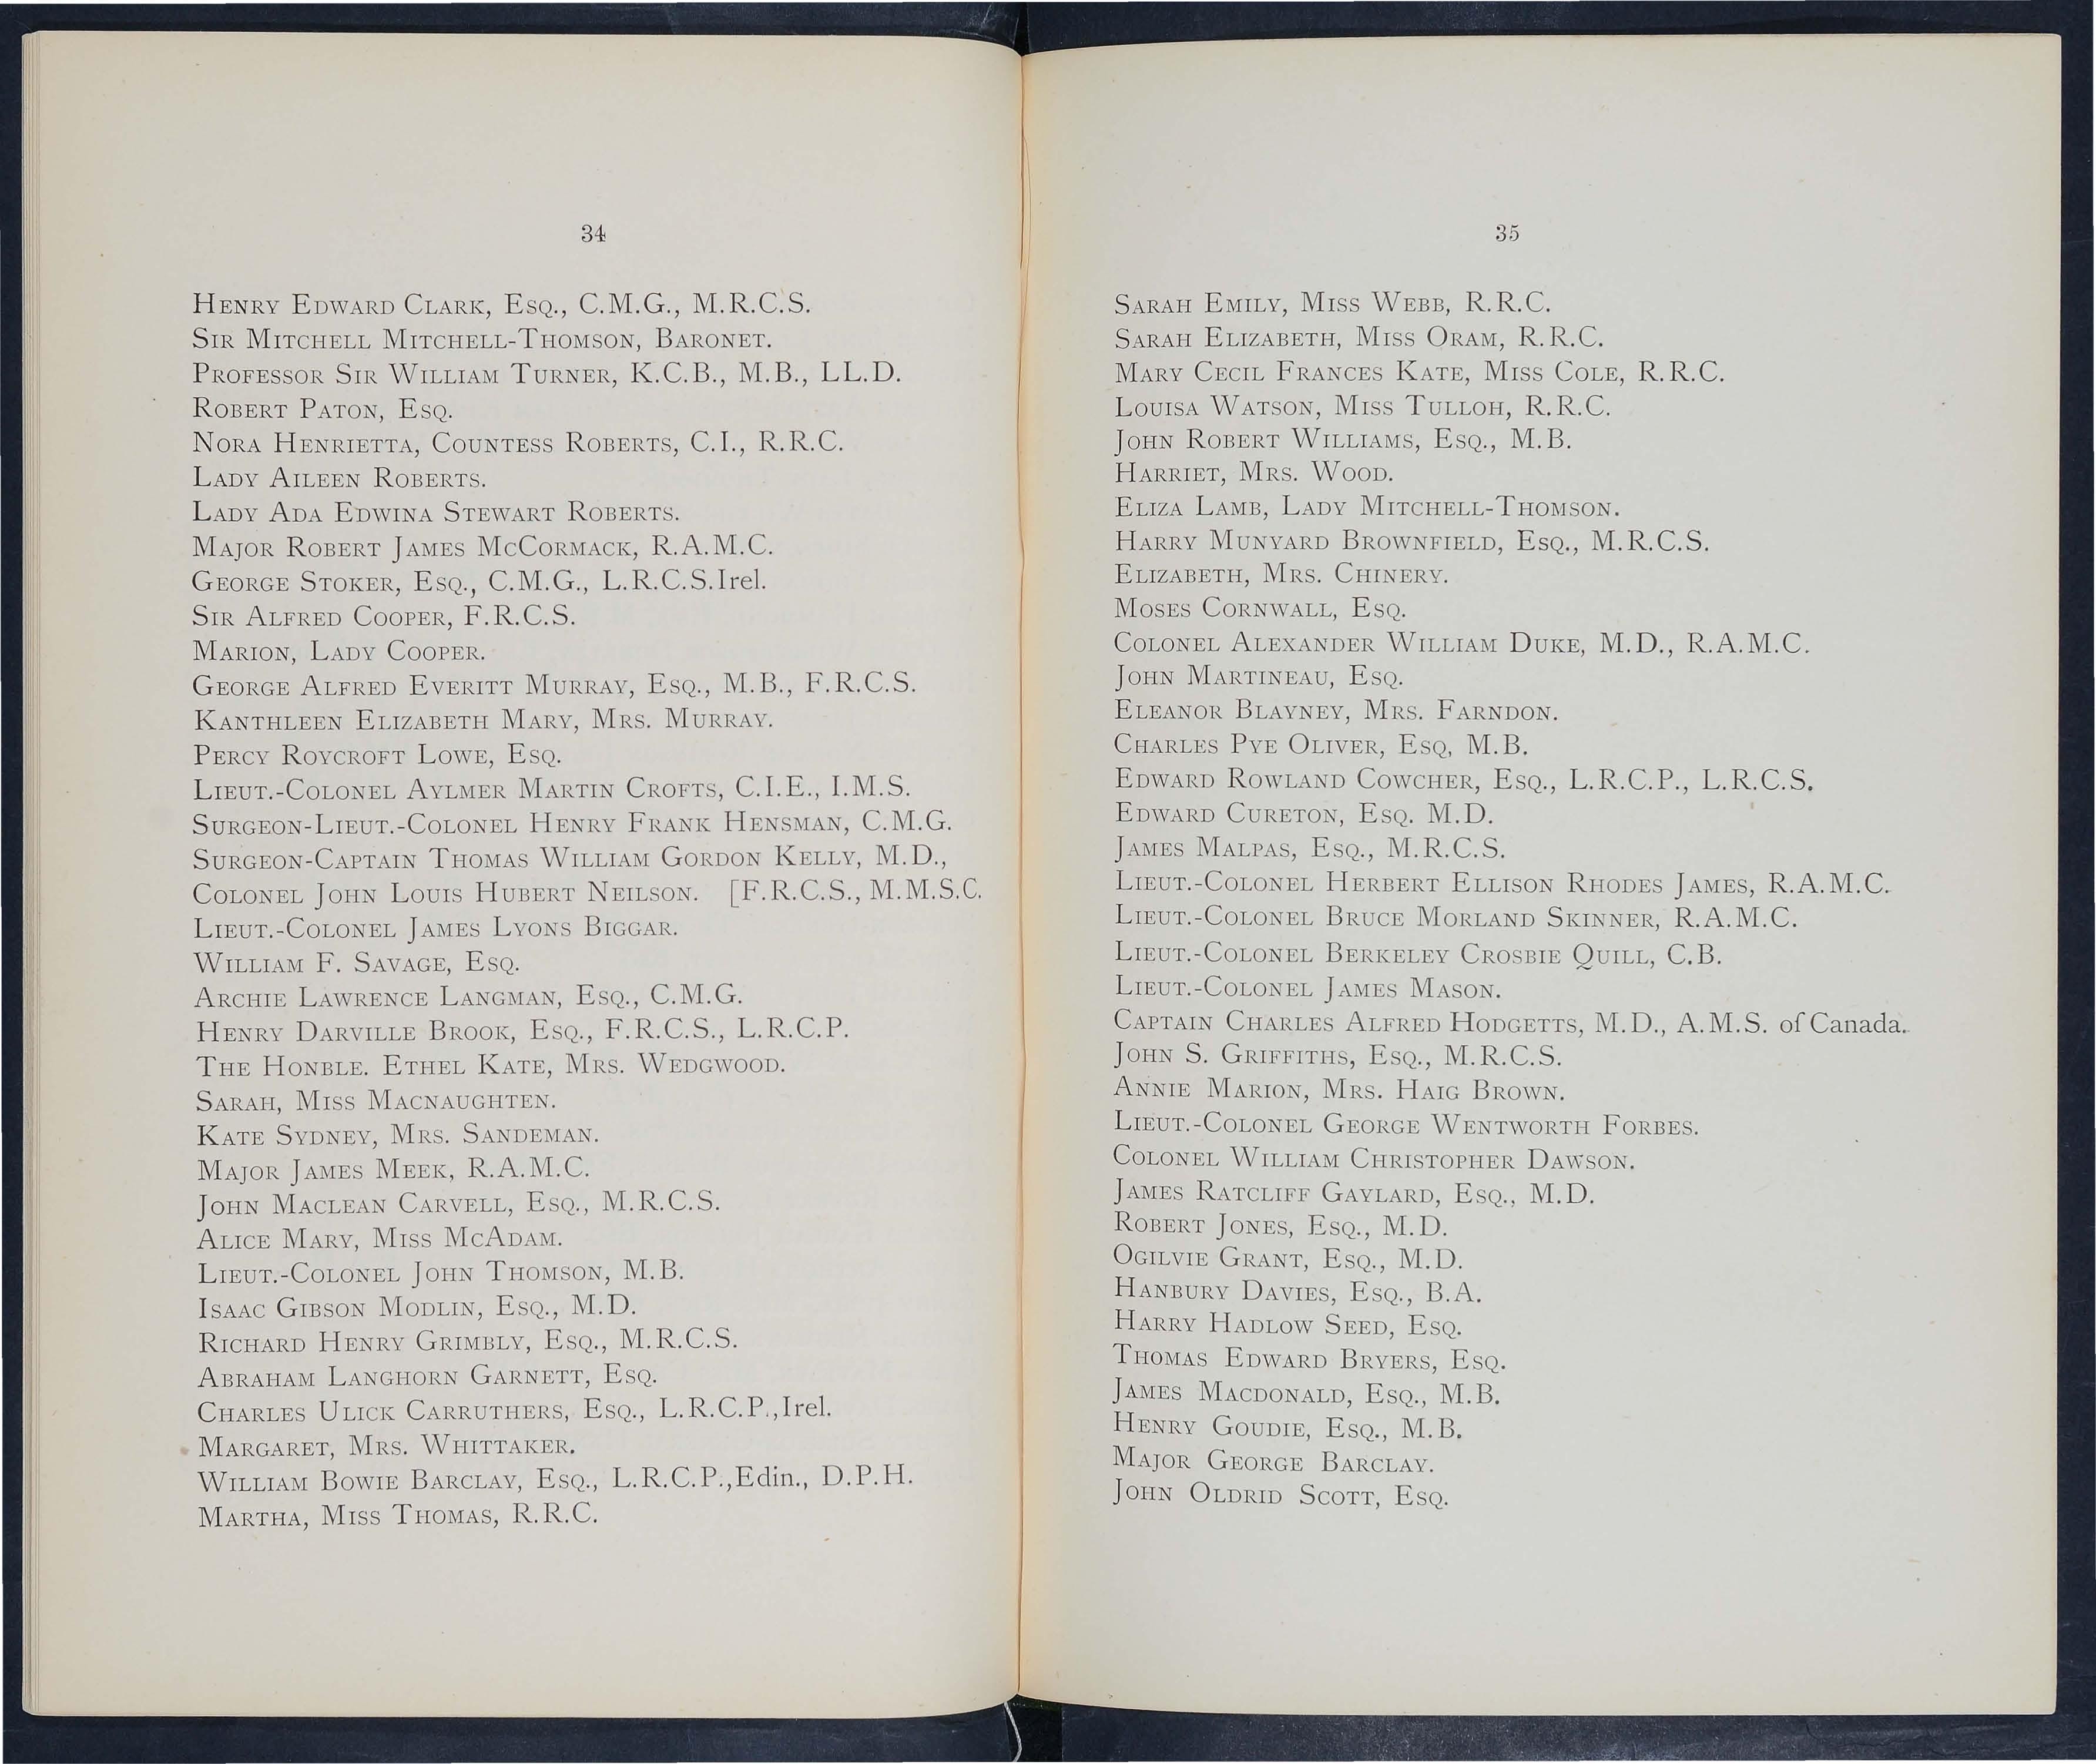 34
Henry Edward Clark, Esq., C.M.G., M.R.C.S.
Sir Mitchell Mitchell-Thomson, Baronet.
Professor Sir William Turner, K.C.B., M.B., LL.D.
Robert Paton, Esq.
Nora Henrietta, Countess Roberts, C.I., R.R.C.
Lady Aileen Roberts.
Lady Ada Edwina Stewart Roberts.
Major Robert James McCormack, R.A.M.C.
George Stoker, Esq., C.M.G., L.R.C.S.Irel.
Sir Alfred Cooper, F.R.C.S.
Marion, Lady Cooper.
George Alfred Everitt Murray, Esq., M.B., F.R.C.S.
Kanthleen Elizabeth Mary, Mrs. Murray.
Percy Roycroft Lowe, Esq.
Lieut.-Colonel Aylmer Martin Crofts, C.I.E., I.M.S.
Surgeon-Lieut.-Colonel Henry Frank Hensman, C.M.G.
Surgeon-Captain Thomas William Gordon Kelly, M.D.,
Colonel John Louis Hubert Neilson. [F.R.C.S., M.M.S.C.
Lieut.-Colonel James Lyons Biggar.
William F. Savage, Esq.
Archie Lawrence Langman, Esq., C.M.G.
Henry Darville Brook, Esq., F.R.C.S., L.R.C.P.
The Honble. Ethel Kate, Mrs. Wedgwood.
Sarah, Miss Macnaughten.
Kate Sydney, Mrs. Sandeman.
Major James Meek, R.A.M.C.
John Maclean Carvell, Esq., M.R.C.S.
Alice Mary, Miss McAdam.
Lieut.-Colonel John Thomson, M.B.
Isaac Gibson Modlin, Esq., M.D.
Richard Henry Grimbly, Esq., M.R.C.S.
Abraham Langhorn Garnett, Esq.
Charles Ulick Carruthers, Esq., L.R.C.P.,Irel.
Margaret, Mrs. Whittaker.
William Bowie Barclay, Esq., L.R.C.P.,Edin., D.P.H.
Martha, Miss Thomas, R.R.C.
35
Sarah Emily, Miss Webb, R.R.C.
Sarah Elizabeth, Miss Oram, R.R.C.
Mary Cecil Frances Kate, Miss Cole, R.R.C.
Louisa Watson, Miss Tulloh, R.R.C.
John Robert Williams, Esq., M.B.
Harriet, Mrs. Wood.
Eliza Lamb, Lady Mitchell-Thomson.
Harry Munyard Brownfield, Esq., M.R.C.S.
Elizabeth, Mrs. Chinery.
Moses Cornwall, Esq.
Colonel Alexander William Duke, M.D., R.A.M.C.
John Martineau, Esq.
Eleanor Blayney, Mrs. Farndon.
Charles Pye Oliver, Esq, M.B.
Edward Rowland Cowcher, Esq., L.R.C.P., L.R.C.S.
Edward Cureton, Esq. M.D.
James Malpas, Esq., M.R.C.S.
Lieut.-Colonel Herbert Ellison Rhodes James, R.A.M.C.
Lieut.-Colonel Bruce Morland Skinner, R.A.M.C.
Lieut.-Colonel Berkeley Crosbie Quill, C.B.
Lieut.-Colonel James Mason.
Captain Charles Alfred Hodgetts, M.D., A.M.S. of Canada.
John S. Griffiths, Esq., M.R.C.S.
Annie Marion, Mrs. Haig Brown.
Lieut.-Colonel George Wentworth Forbes.
Colonel William Christopher Dawson.
James Ratcliff Gaylard, Esq., M.D.
Robert Jones, Esq., M.D.
Ogilvie Grant, Esq., M.D.
Hanbury Davies, Esq., B.A.
Harry Hadlow Seed, Esq.
Thomas Edward Bryers, Esq.
James Macdonald, Esq., M.B.
Henry Goudie, Esq., M.B.
Major George Barclay.
John Oldrid Scott, Esq.